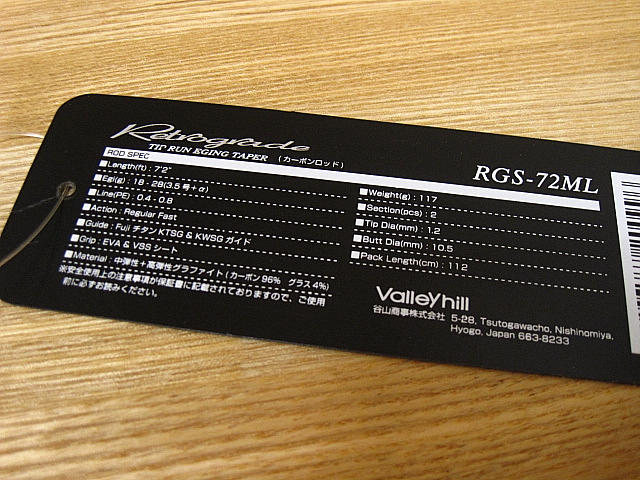 Retrograde
TIP RUN EGING TAPER (カーボンロッド)
ROD SPEC
RGS-72ML
■Length(ft) : 7'2"
■Egi(g) : 18 - 28(3.5号+α)
■Line(PE) : 0.4 - 0.8
■Action : Regular Fast
■Guide : Fuji チタン KTSG & KWSG ガイド
■Grip : EVA & VSS シート
■Material : 中弾性+高弾性グラファイト(カーボン 96% グラス 4%)
※安全使用上の注意事項が保証書に記載されておりますので、ご使用
前に必ずお読みください。
■Weight(g) : 117
■Section(pcs) : 2
■Tip Dia(mm) : 1.2
■Butt Dia(mm) : 10.5
■Pack Length(cm) : 112
Valleyhill
谷山商事株式会社 5-28, Tsutogawacho, Nishinomiya,
Hyogo, Japan 663-8233